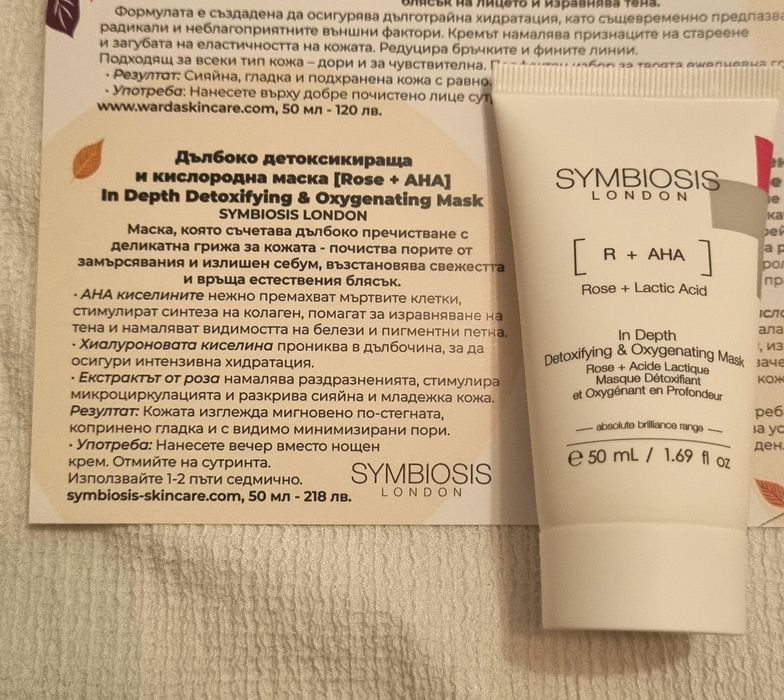 блясък на лицето и изравнява тена.
Формулата е създадена да осигурява дълготрайна хидратация, като същевременно предпазва
радикали и неблагоприятните външни фактори. Кремът намалява признаците на стареене
и загубата на еластичността на кожата. Редуцира бръчките и фините линии.
Подходящ за всеки тип кожа – дори и за чувствителна. избор за твоята ежедневна
· Резултат: Сияйна, гладка и подхранена кожа с равно
· Употреба: Нанесете върху добре почистено лице сут
www.wardaskincare.com, 50 мл - 120 лв.
Дълбоко детоксикираща
и кислородна маска [Rose + AHA]
In Depth Detoxifying & Oxygenating Mask
SYMBIOSIS LONDON
Маска, която съчетава дълбоко пречистване с
деликатна грижа за кожата - почиства порите от
замърсявания и излишен себум, възстановява свежестта
и връща естествения блясък.
· АНА киселините нежно премахват мъртвите клетки,
стимулират синтеза на колаген, помагат за изравняване на
тена и намаляват видимостта на белези и пигментни петна.
· Хиалуроновата киселина прониква в дълбочина, за да
осигури интензивна хидратация.
· Екстрактът от роза намалява раздразненията, стимулира
микроциркулацията и разкрива сияйна и младежка кожа.
Резултат: Кожата изглежда мигновено по-стегната,
копринено гладка и с видимо минимизирани пори.
· Употреба: Нанесете вечер вместо нощен
крем. Отмийте на сутринта.
Използвайте 1-2 пъти седмично.
symbiosis-skincare.com, 50 мл - 218 лв.
SYMBIOSIS
LONDON
SYMBIOSIS
LONDON
[ R + AHA ]
Rose + Lactic Acid
In Depth
Detoxifying & Oxygenating Mask
Rose + Acide Lactique
Masque Détoxifiant
et Oxygénant en Profondeur
absolute brilliance range
e 50 mL / 1.69 fl oz